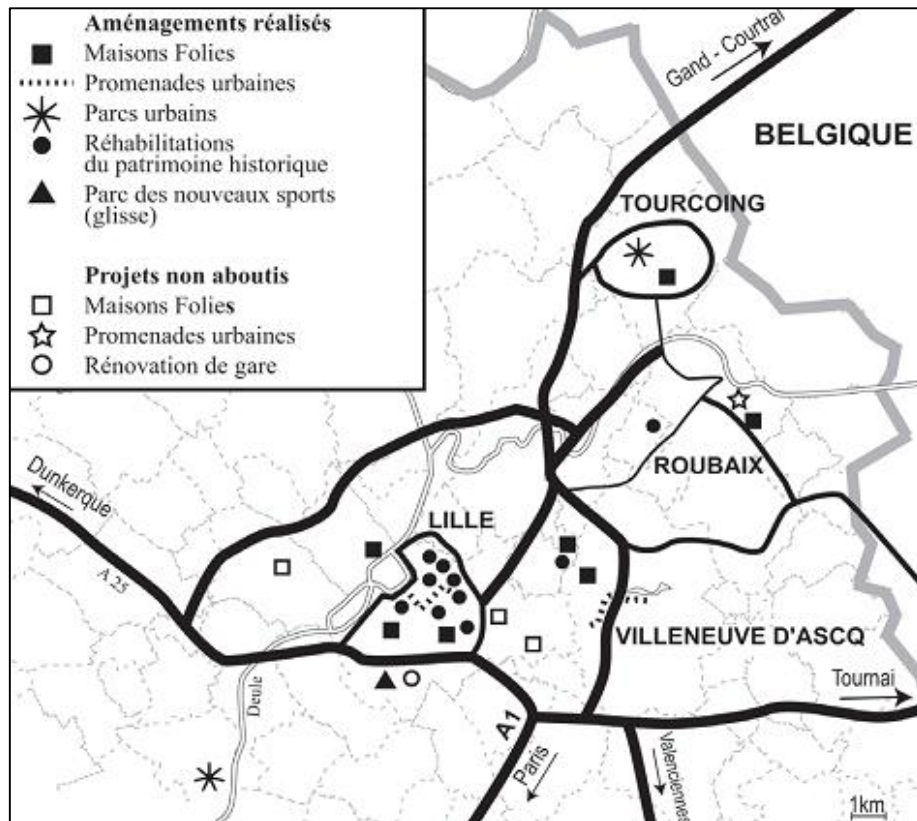 Aménagements réalisés
Maisons Folies
Promenades urbaines
Parcs urbains
Réhabilitations
du patrimoine historique
Parc des nouveaux sports
(glisse)
Projets non aboutis
Maisons Folies
Promenades urbaines
Rénovation de gare
Gand - Courtrai
BELGIQUE
TOURCOING
ROUBAIX
Dunkerque
A 25
LILLE
VILLENEUVE D'ASCQ
Tournai
Deule
A1
Paris
Valenciennes
1km